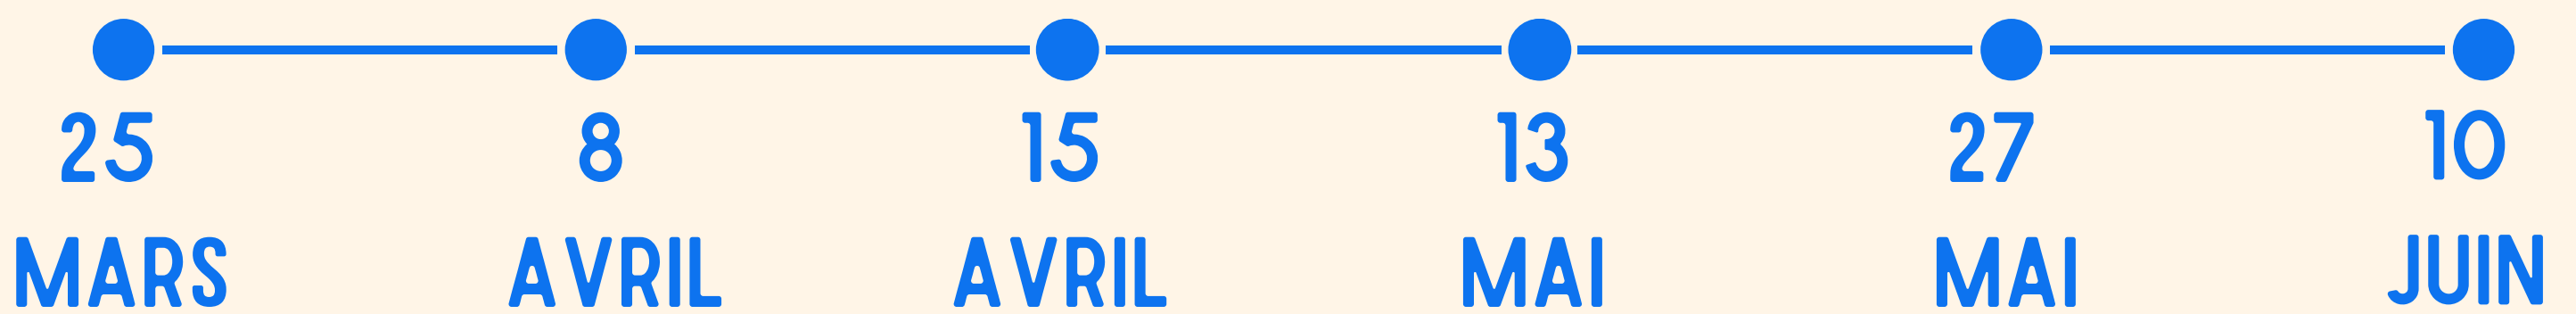 25 8 15 13 27 10
MARS AVRIL AVRIL MAI MAI JUIN